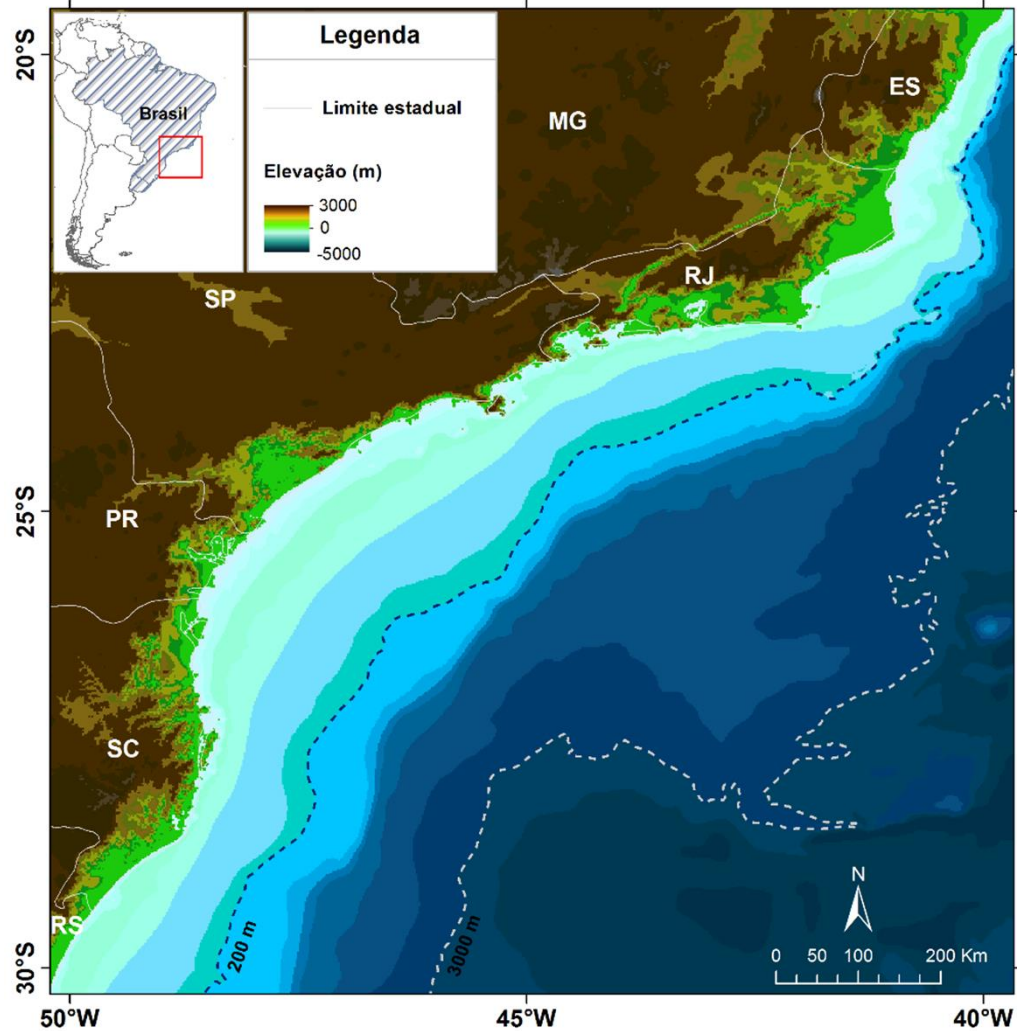 20°S
25°S
30°S
Brasil
Legenda
Limite estadual
Elevação (m)
3000
0
-5000
MG
ES
SP
RJ
PR
SC
RS
200 m
3000 m
N
0 50 100 200 Km
50°W 45°W 40°W